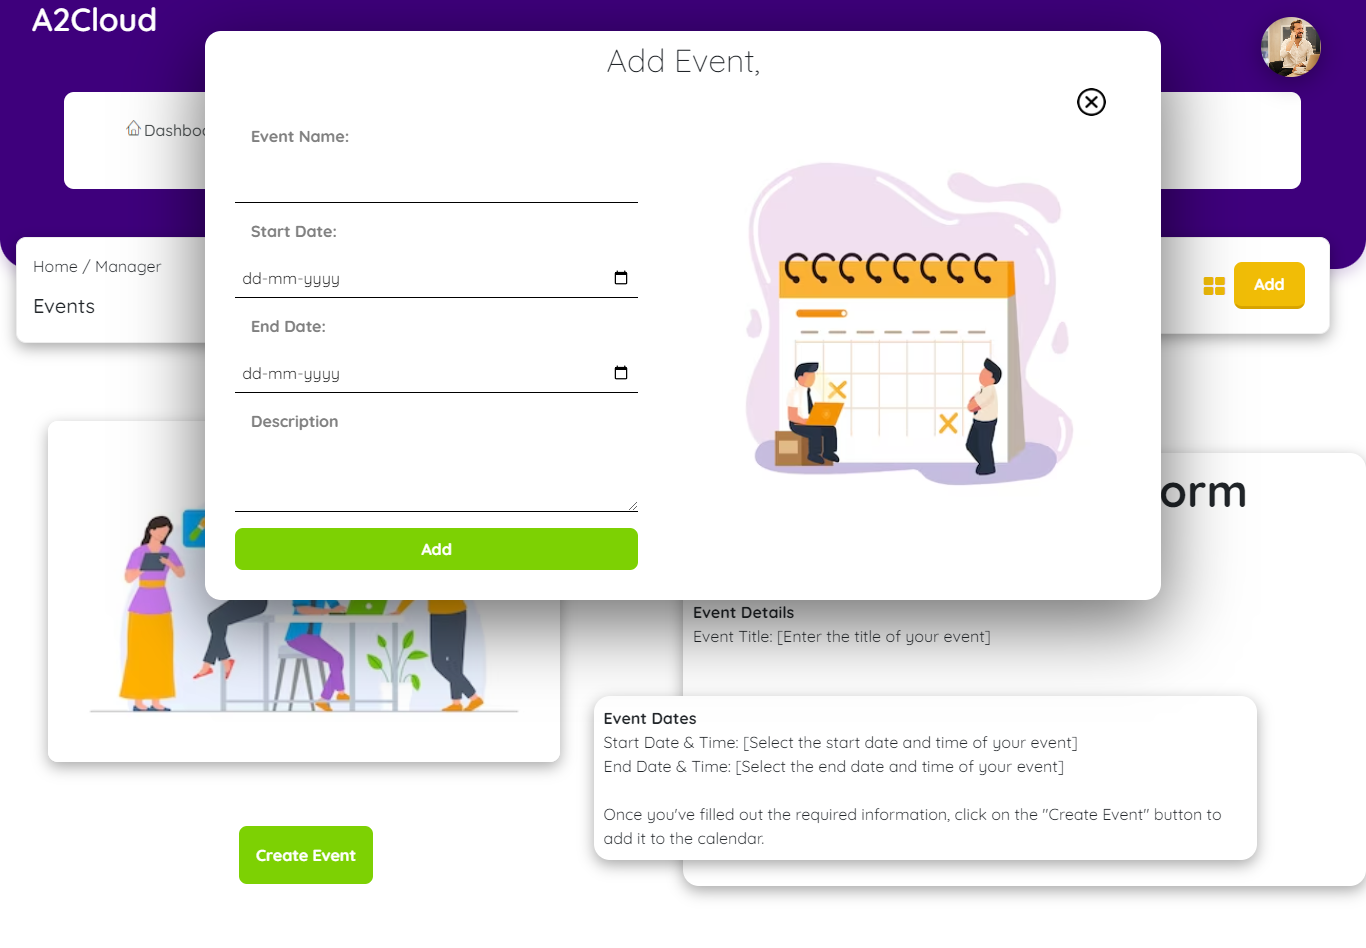 A2Cloud
Add Event,
Event Name:
Start Date:
dd-mm-yyyy
End Date:
dd-mm-yyyy
Description
Add
Home / Manager
Events
Add
Event Details
Event Title: [Enter the title of your event]
Event Dates
Start Date & Time: [Select the start date and time of your event]
End Date & Time: [Select the end date and time of your event]
Once you've filled out the required information, click on the "Create Event" button to
add it to the calendar.
Create Event